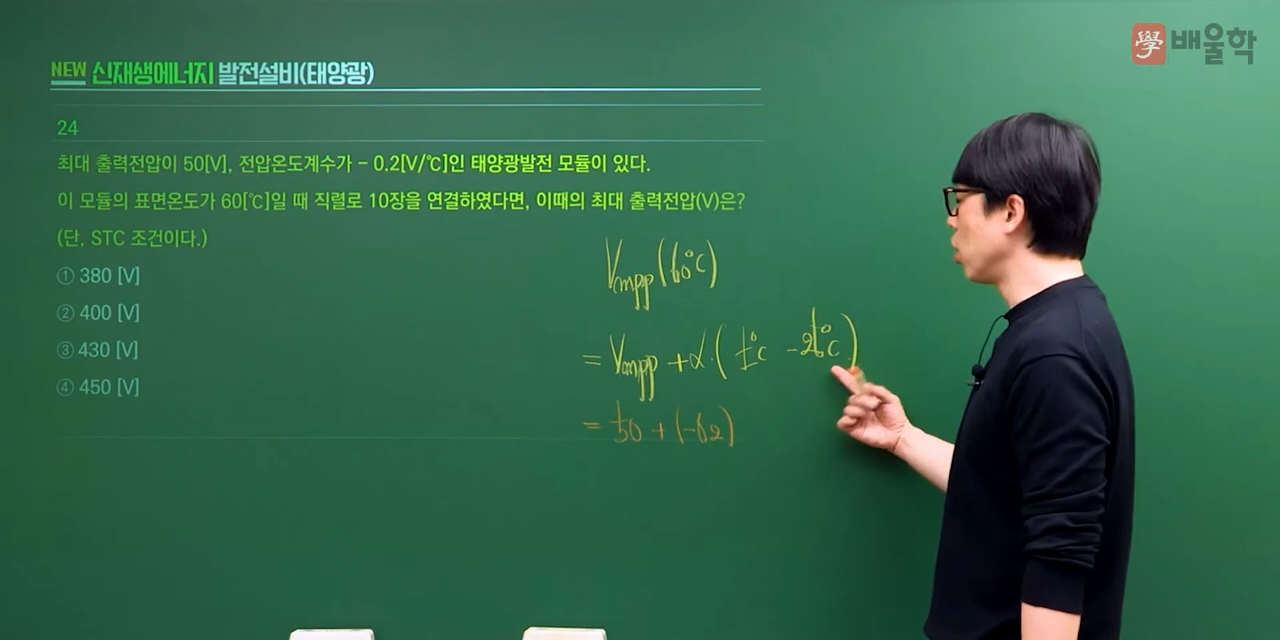 學 배울학
NEW 신재생에너지 발전설비(태양광)
24
최대 출력전압이 50[V], 전압온도계수가 – 0.2[V/℃]인 태양광발전 모듈이 있다.
이 모듈의 표면온도가 60[℃]일 때 직렬로 10장을 연결하였다면, 이때의 최대 출력전압(V)은?
(단, STC 조건이다.)
① 380 [V]
② 400 [V]
③ 430 [V]
④ 450 [V]
Vmpp(60°C)
= Vmpp + α·( t°C -
= 50 + (-0.2)